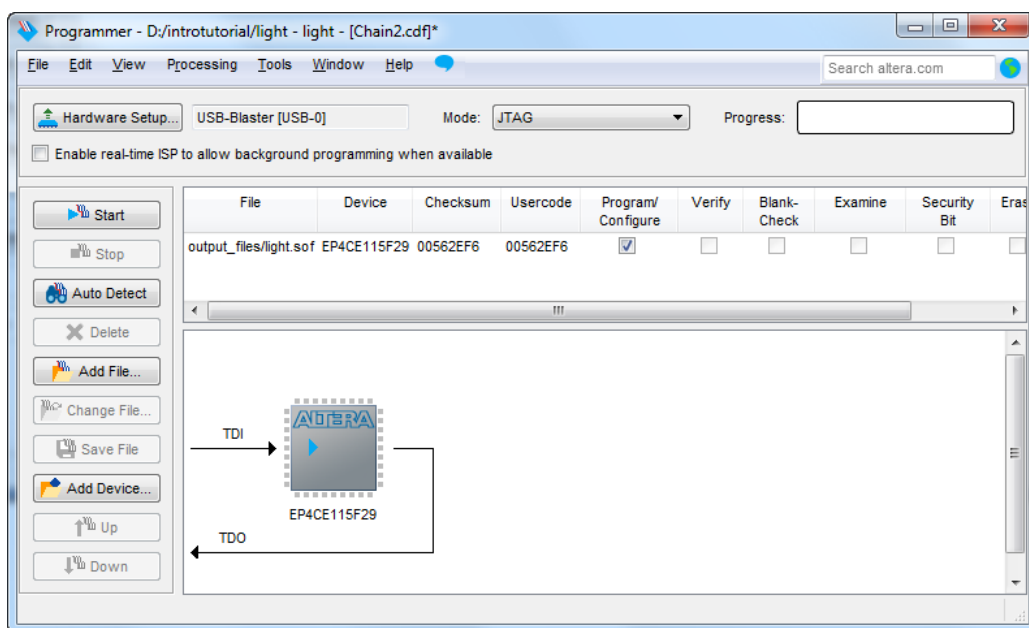 Programmer - D:/introtutorial/light - light - [Chain2.cdf]*
File Edit View Processing Tools Window Help Search altera.com
Hardware Setup... USB-Blaster [USB-0] Mode: JTAG Progress:
Enable real-time ISP to allow background programming when available
File Device Checksum Usercode Program/ Configure Verify Blank- Check Examine Security Bit Eras
output_files/light.sof EP4CE115F29 00562EF6 00562EF6
Start
Stop
Auto Detect
Delete
Add File...
Change File...
Save File
Add Device...
Up
Down
ALTERA
TDI
EP4CE115F29
TDO